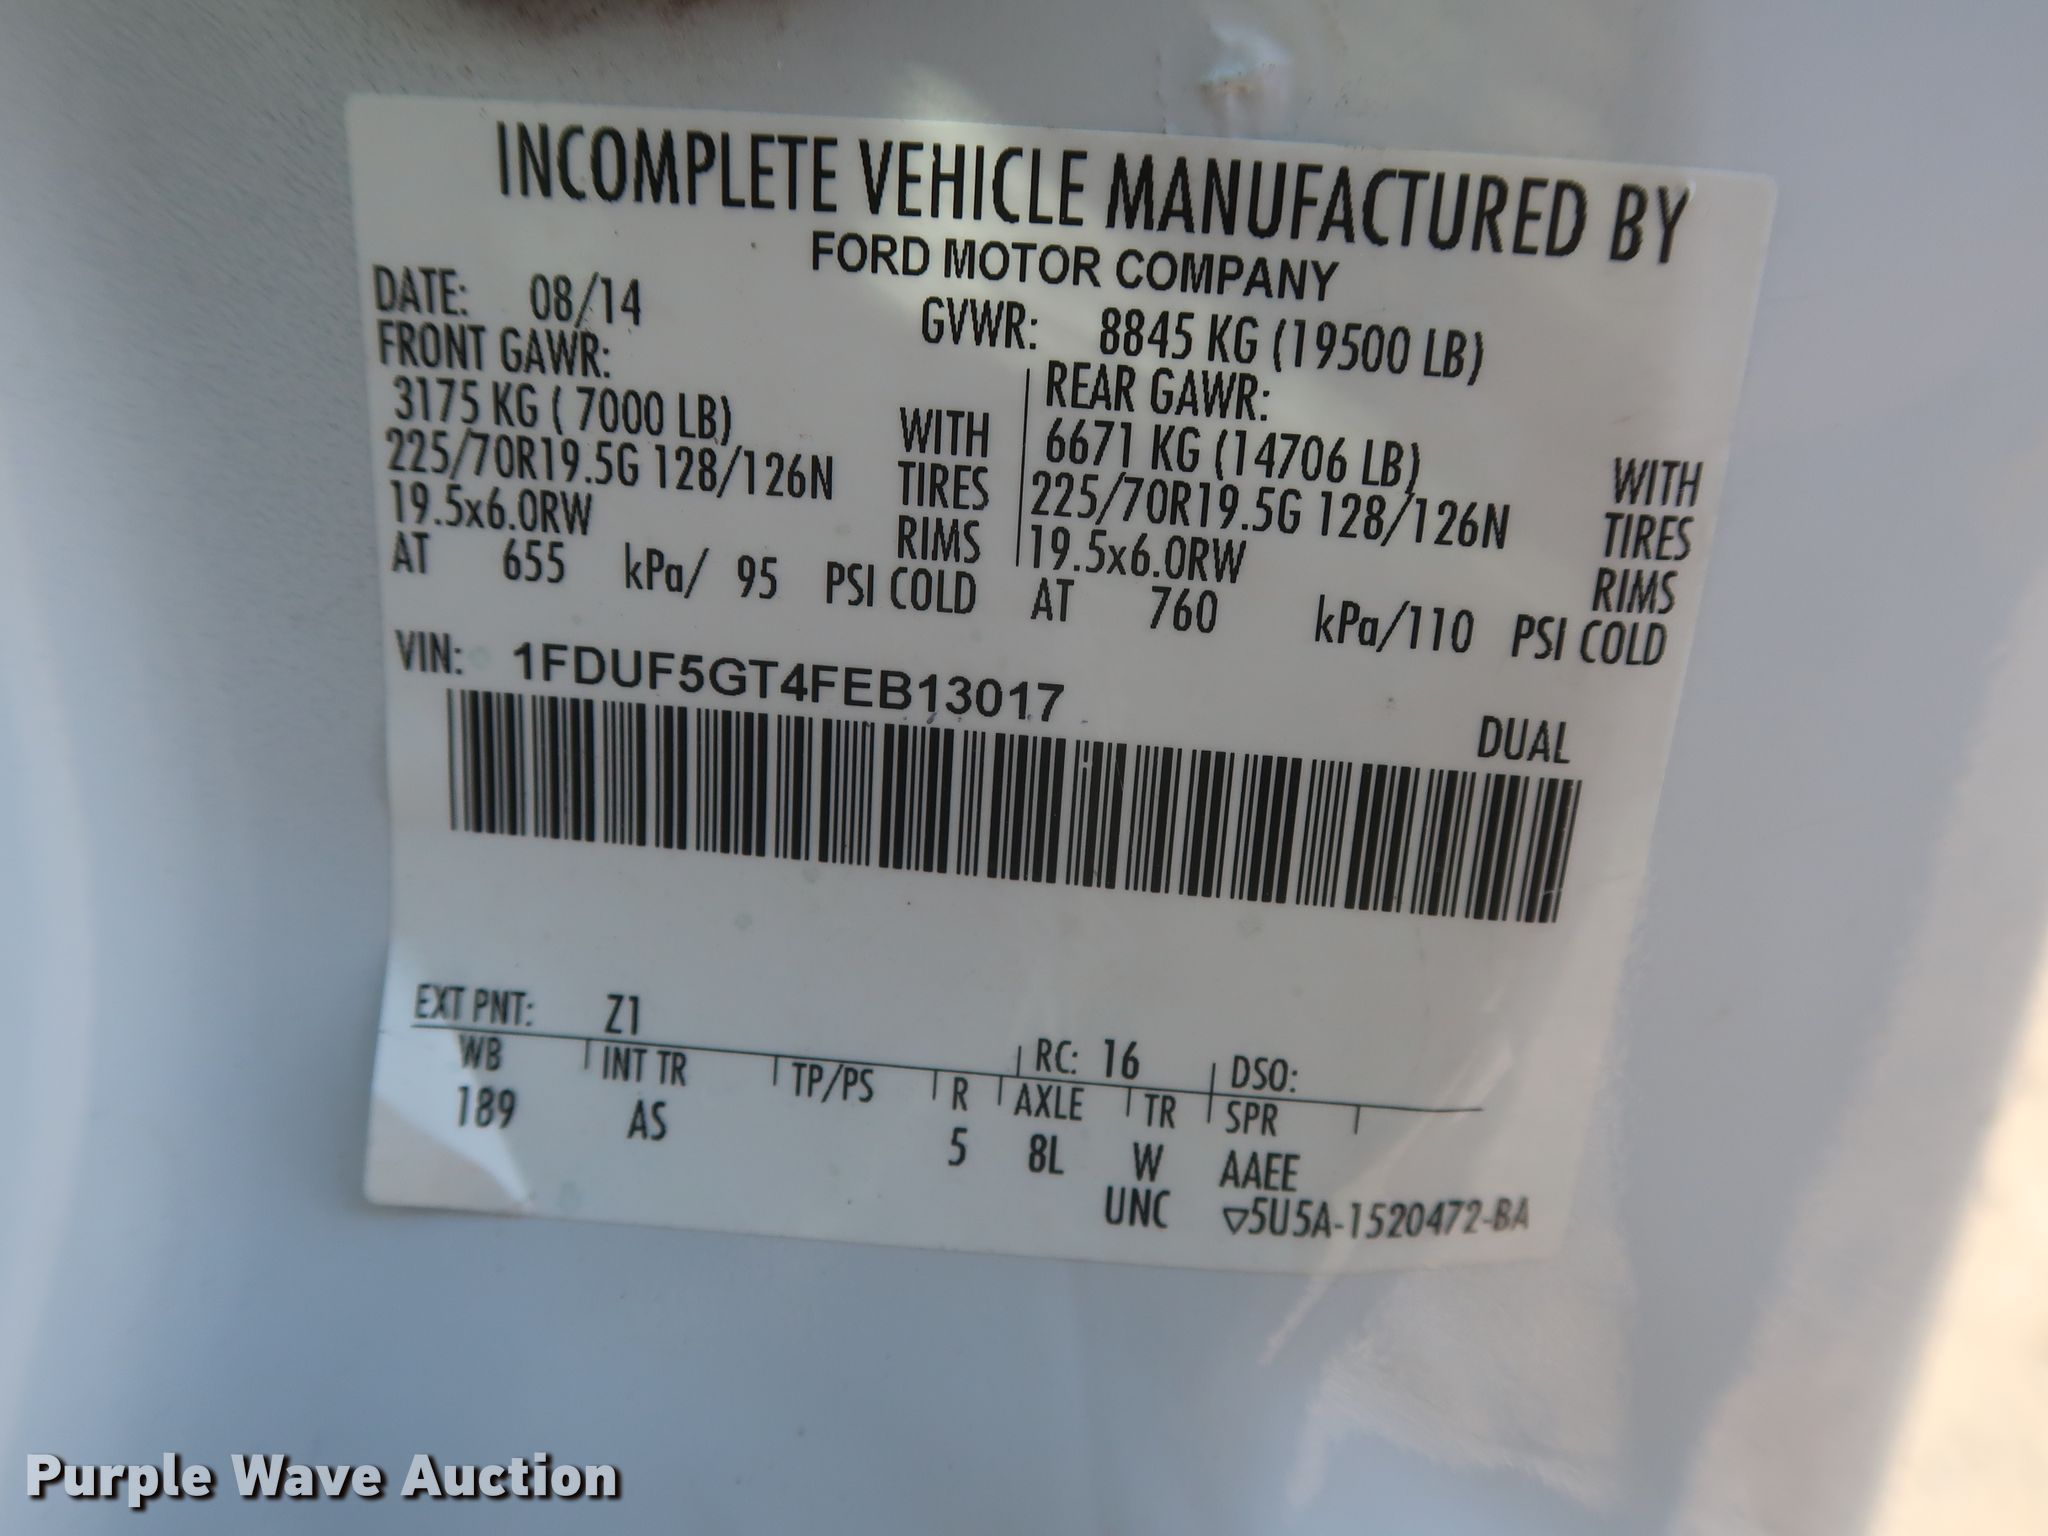 INCOMPLETE VEHICLE MANUFACTURED BY
FORD MOTOR COMPANY
DATE: 08/14 GVWR: 8845 KG (19500 LB)
FRONT GAWR: REAR GAWR:
3175 KG ( 7000 LB) WITH 6671 KG (14706 LB) WITH
225/70R19.5G 128/126N TIRES 225/70R19.5G 128/126N TIRES
19.5x6.0RW RIMS 19.5x6.0RW RIMS
AT 655 kPa/ 95 PSI COLD AT 760 kPa/110 PSI COLD
VIN: 1FDUF5GT4FEB13017
DUAL
EXT PNT: Z1 RC: 16 DSO:
WB INT TR TP/PS R AXLE TR SPR
189 AS 5 8L W AAEE
UNC ▽5U5A-1520472-BA
Purple Wave Auction